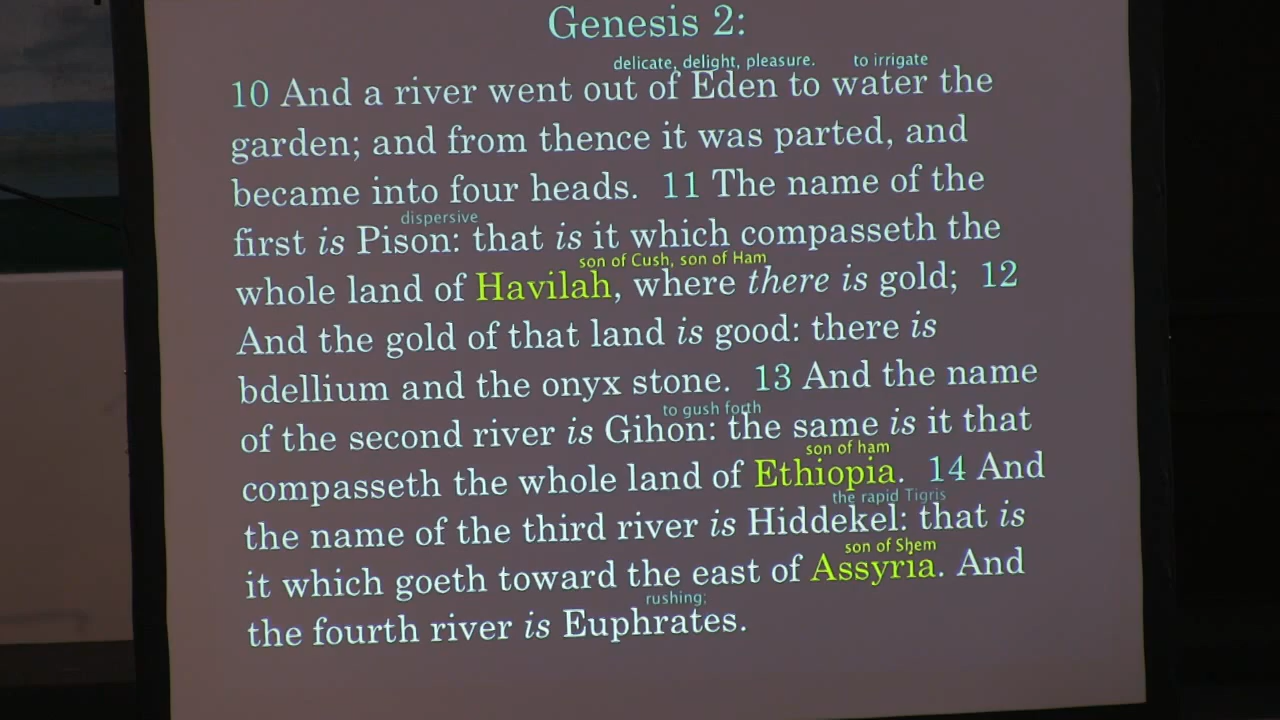 Genesis 2:
delicate, delight, pleasure. to irrigate
10 And a river went out of Eden to water the
garden; and from thence it was parted, and
became into four heads. 11 The name of the
dispersive
first is Pison: that is it which compasseth the
son of Cush, son of Ham
whole land of Havilah, where there is gold; 12
And the gold of that land is good: there is
bdellium and the onyx stone. 13 And the name
to gush forth
of the second river is Gihon: the same is it that
son of ham
compasseth the whole land of Ethiopia. 14 And
the rapid Tigris
the name of the third river is Hiddekel: that is
son of Shem
it which goeth toward the east of Assyria. And
rushing;
the fourth river is Euphrates.